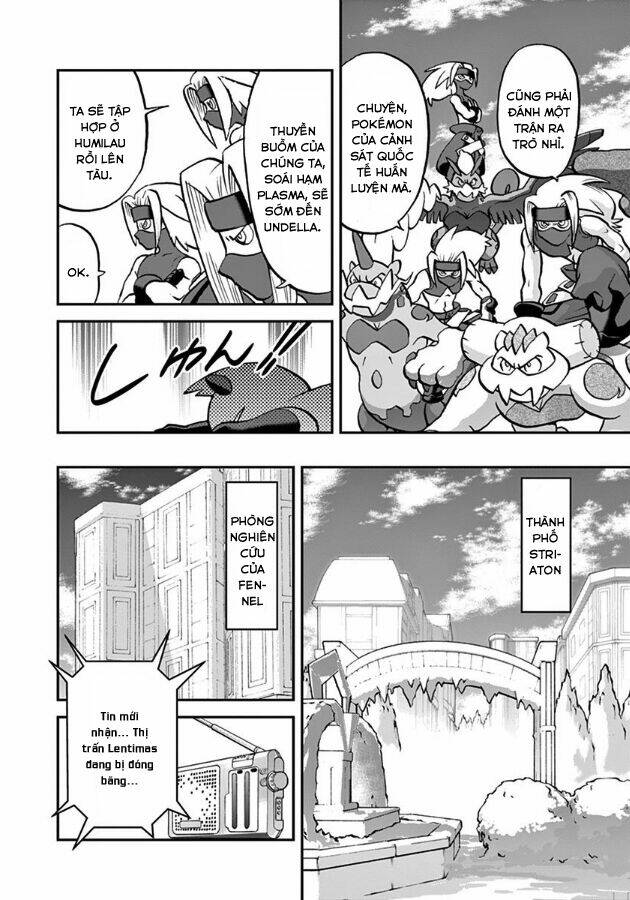 CŨNG PHẢI
ĐÁNH MỘT
TRẬN RA
TRÒ NHỈ.
CHUYỆN,
POKÉMON
CỦA CẢNH
SÁT QUỐC
TẾ HUẤN
LUYỆN MÀ.
THUYỀN
BUỒM CỦA
CHÚNG TA,
SOÁI HẠM
PLASMA, SẼ
SỚM ĐẾN
UNDELLA.
TA SẼ TẬP
HỢP Ở
HUMILAU
RỒI LÊN
TÀU.
OK.
しゅん!!
THÀNH
PHỐ
STRI-
ATON
PHÒNG
NGHIÊN
CỨU CỦA
FEN-
NEL
Tin mới
nhận... Thị
trấn Lentimas
đang bị đóng
băng...